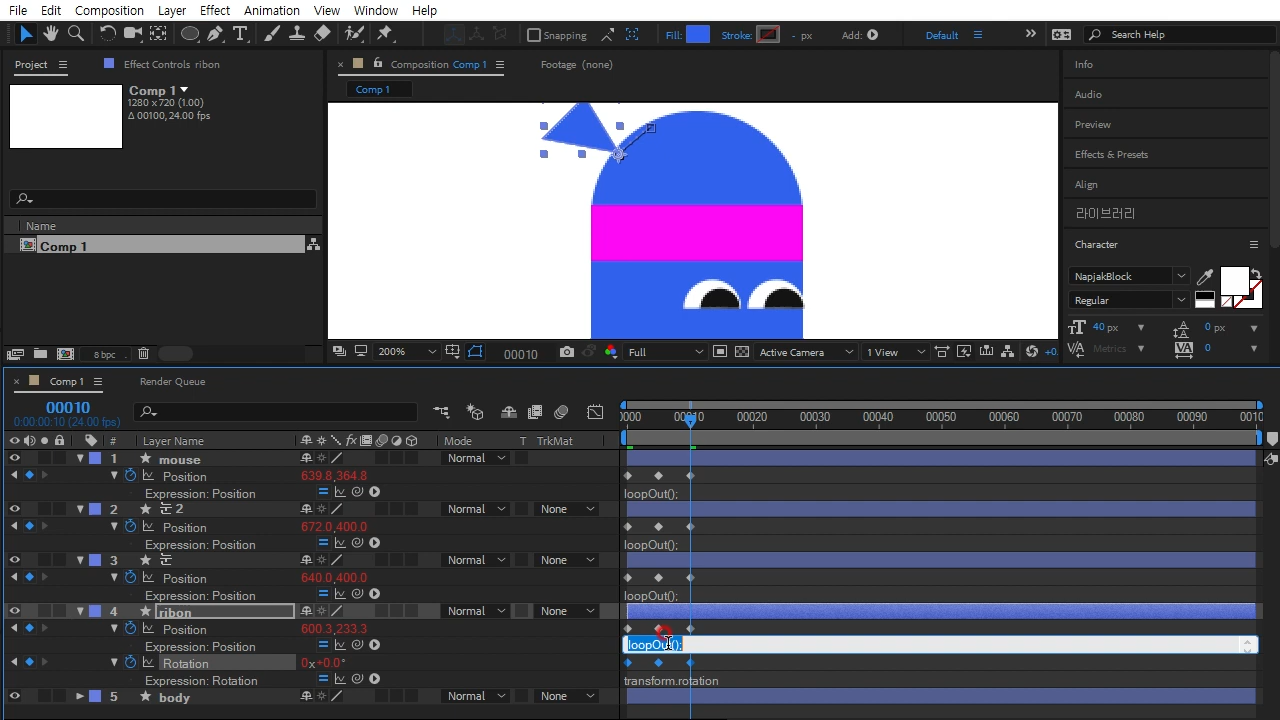 File Edit Composition Layer Effect Animation View Window Help
Snapping Fill: Stroke: - px Add: Default Search Help
Project Effect Controls ribon Composition Comp 1 Footage (none) Info
Comp 1
Comp 1
1280 x 720 (1.00)
Δ 00100, 24.00 fps
Audio
Preview
Effects & Presets
Align
라이브러리
Name
Comp 1
Character
NapjakBlock
Regular
40 px 0 px
Metrics 0
8 bpc 200% 00010 Full Active Camera 1 View +0.
Comp 1 Render Queue
00010
0:00:00:10 (24.00 fps)
0000 00010 00020 00030 00040 00050 00060 00070 00080 00090 0010
# Layer Name Mode T TrkMat
1 mouse Normal
Position 639.8,364.8
Expression: Position loopOut();
2 눈 2 Normal None
Position 672.0,400.0
Expression: Position loopOut();
3 눈 Normal None
Position 640.0,400.0
Expression: Position loopOut();
4 ribon Normal None
Position 600.3,233.3
Expression: Position loopOut();
Rotation 0x+0.0°
Expression: Rotation transform.rotation
5 body Normal None